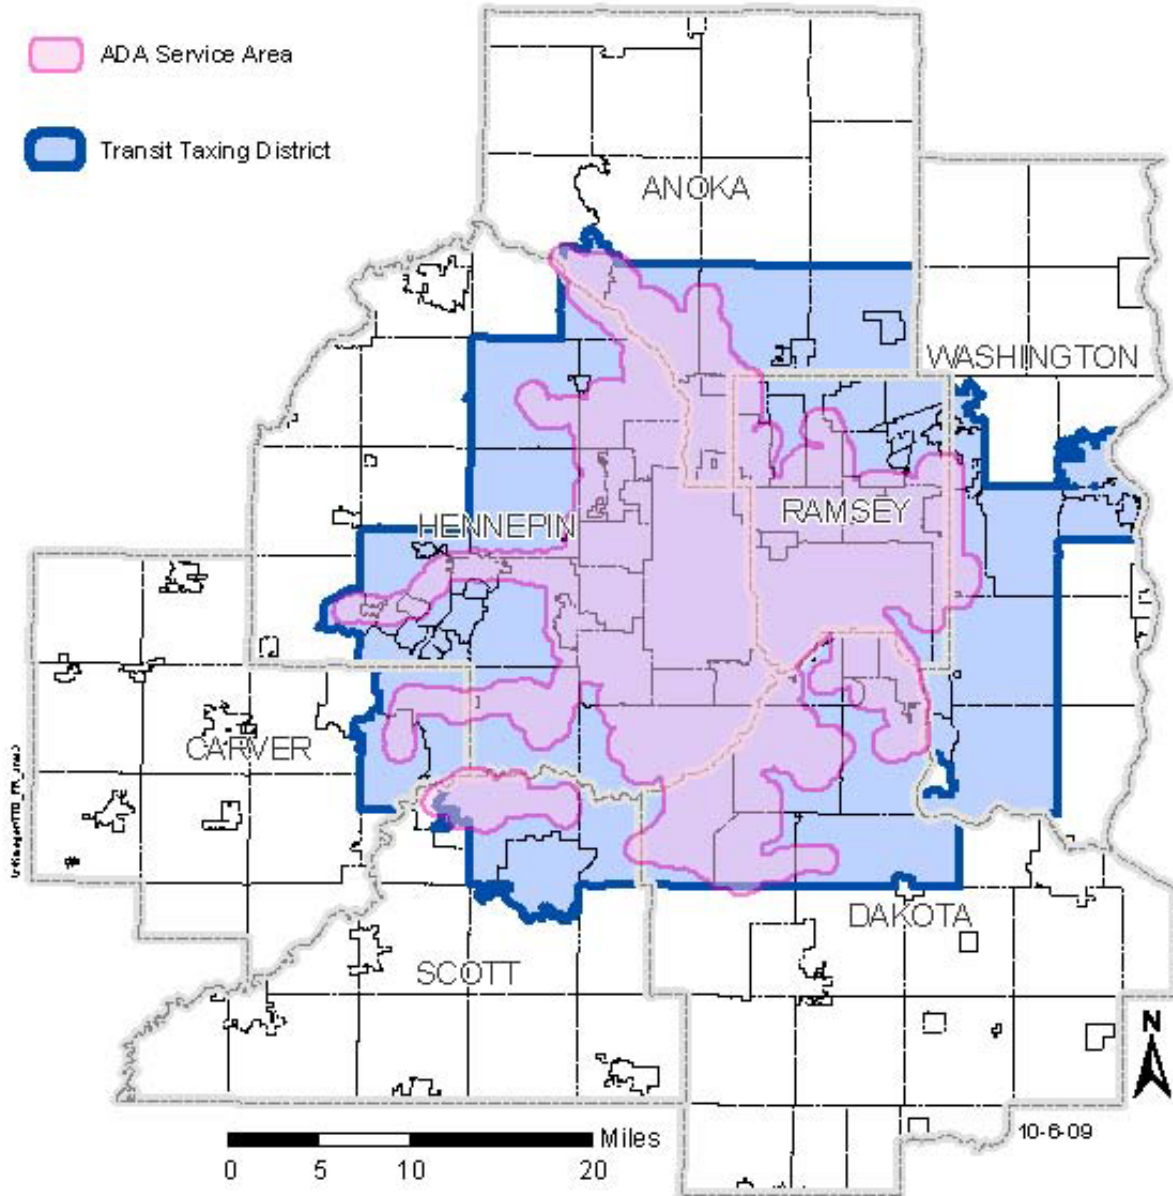 ADA Service Area
Transit Taxing District
ANOKA
WASHINGTON
HENNEPIN
RAMSEY
CARVER
DAKOTA
SCOTT
N
10-6-09
Miles
0 5 10 20